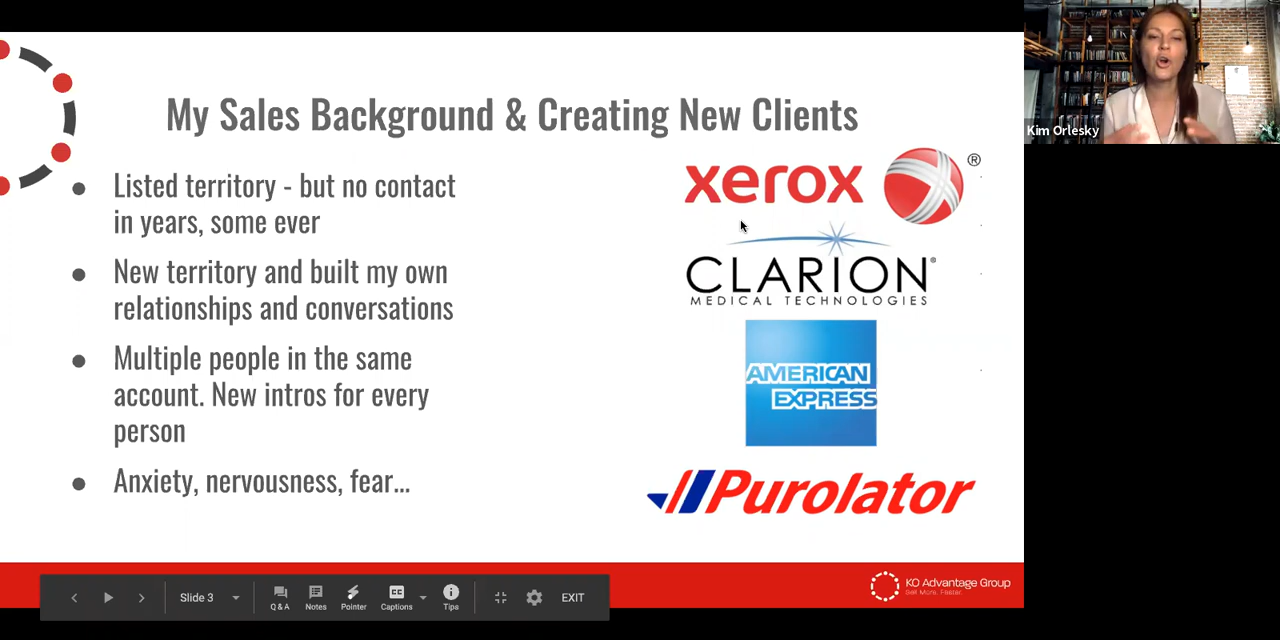 My Sales Background & Creating New Clients
● Listed territory - but no contact
in years, some ever
● New territory and built my own
relationships and conversations
● Multiple people in the same
account. New intros for every
person
● Anxiety, nervousness, fear...
xerox ®
CLARION®
MEDICAL TECHNOLOGIES
AMERICAN
EXPRESS
Purolator
KO Advantage Group
Sell More. Faster.
Slide 3
Q & A
Notes
Pointer
CC
Captions
Tips
EXIT
Kim Orlesky